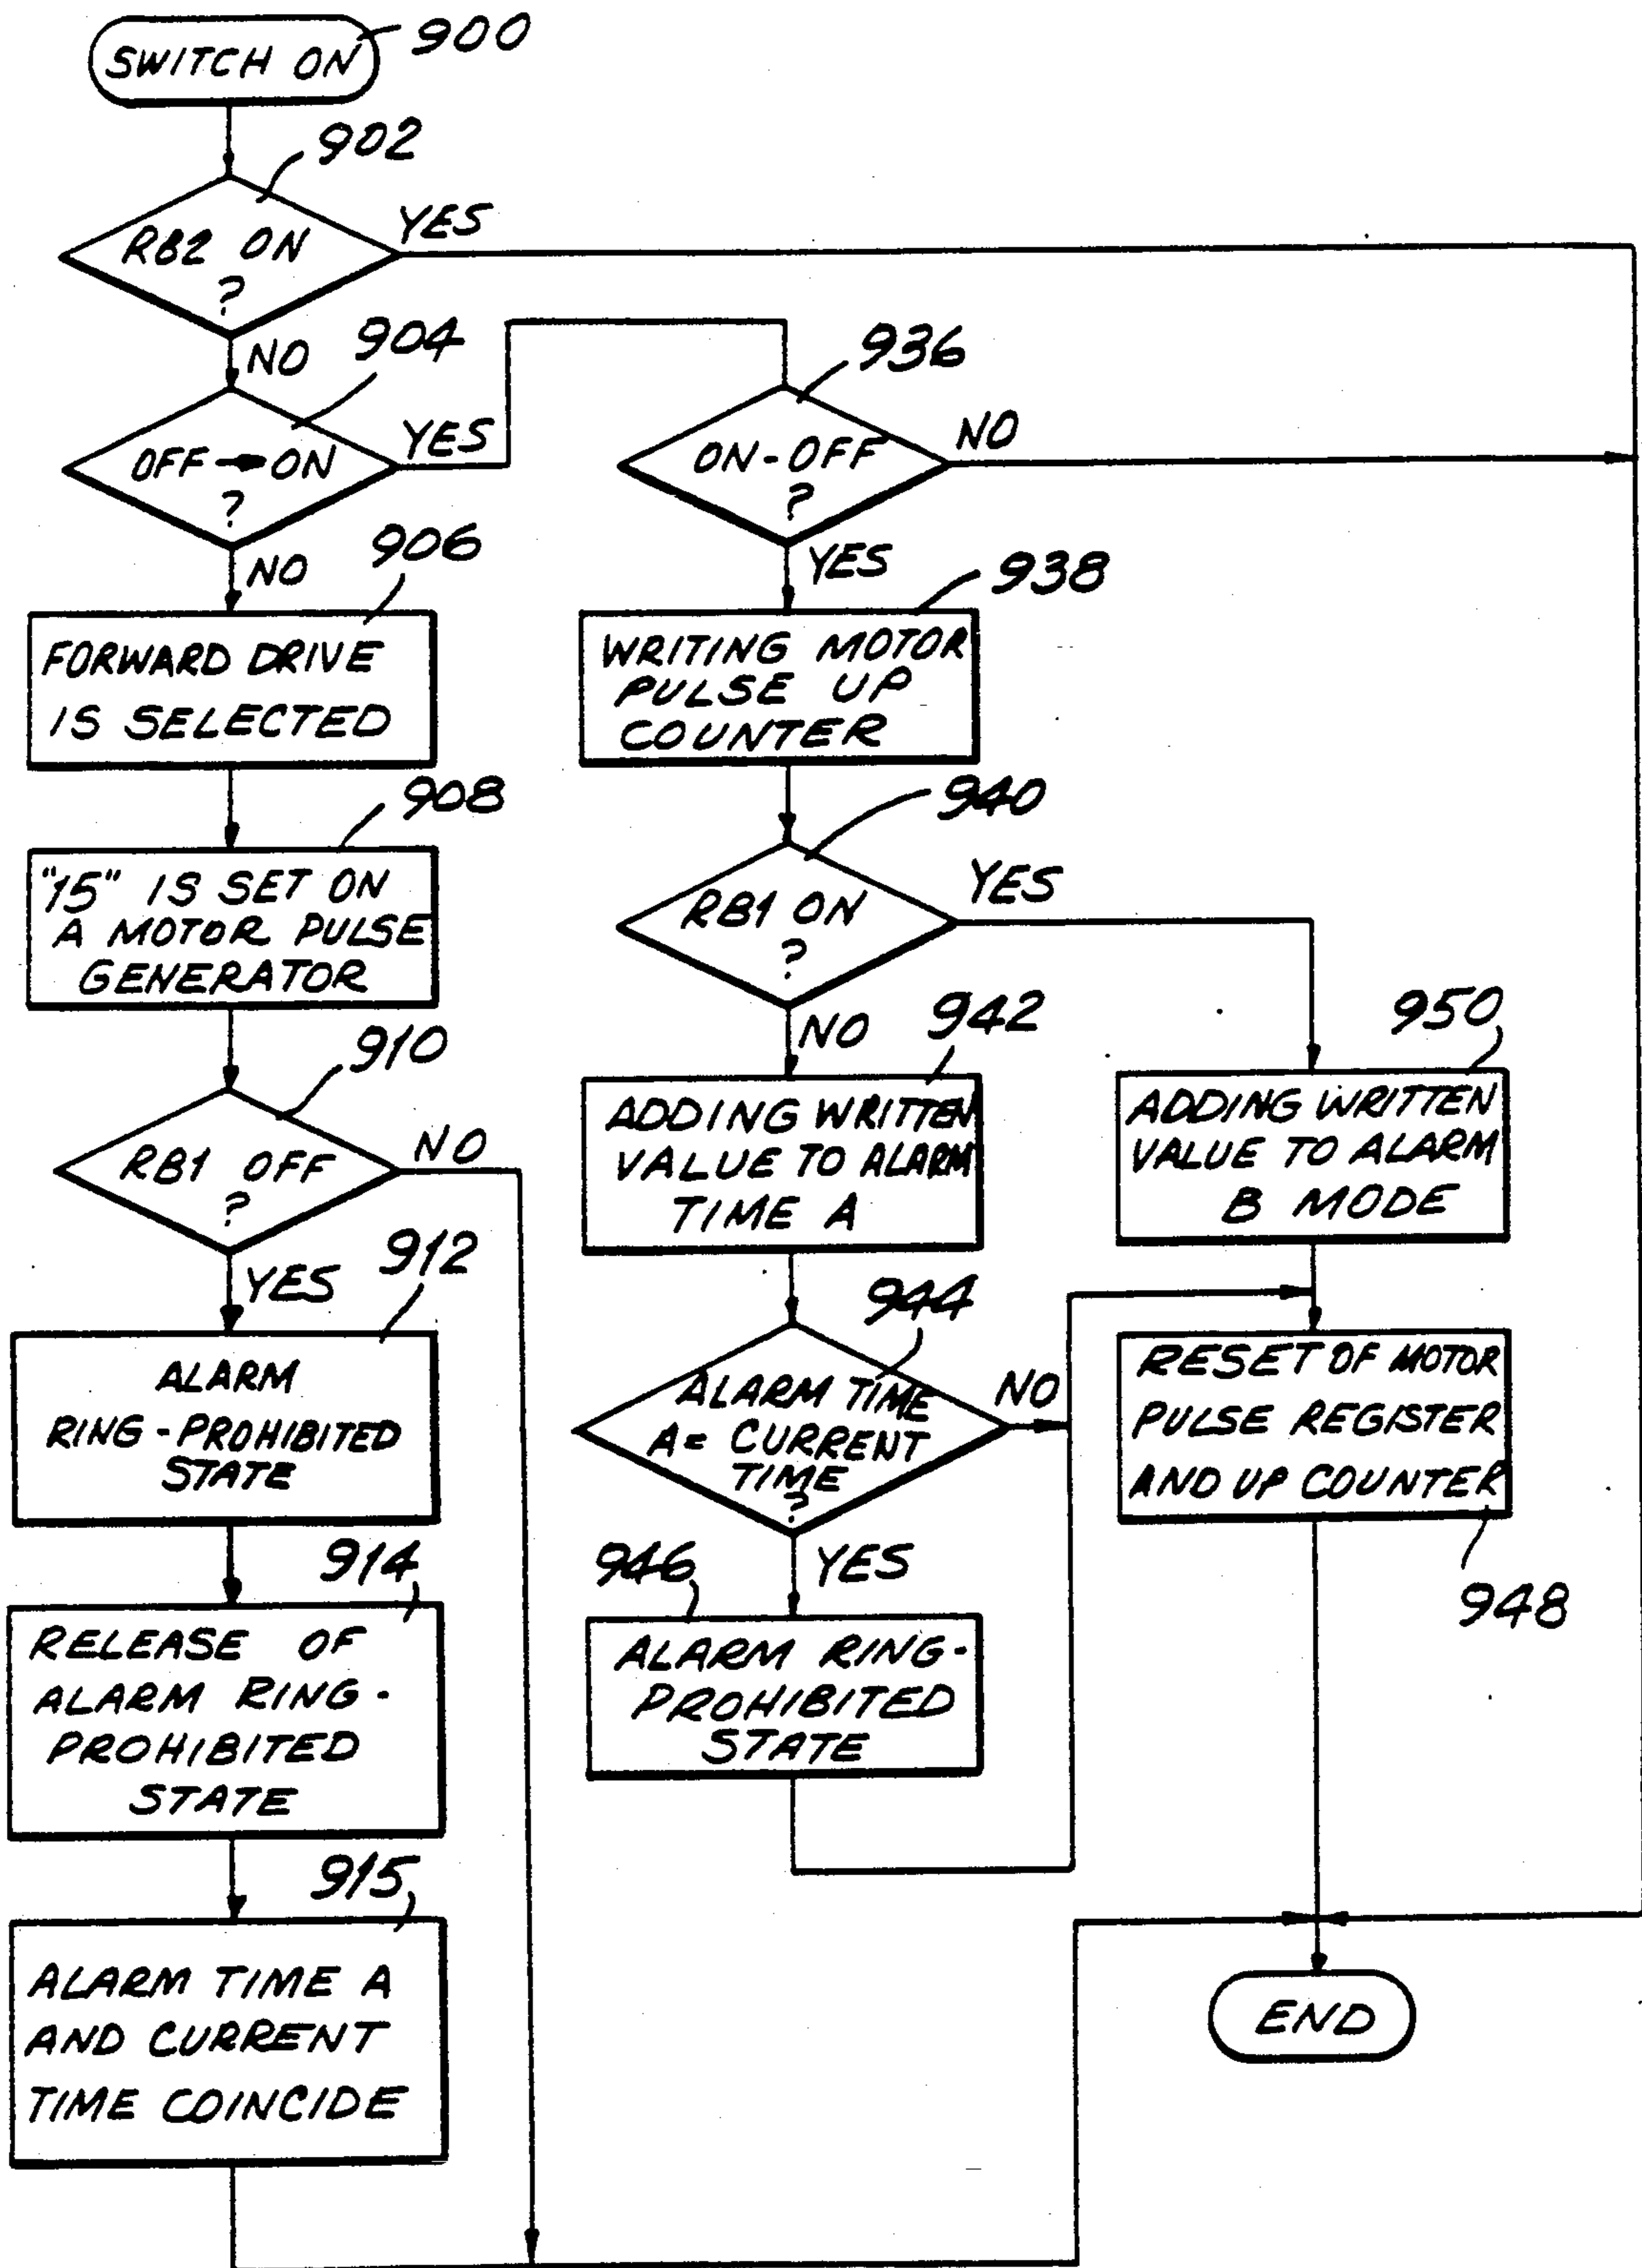 SWITCH ON
900
902
RB2 ON
?
YES
NO
904
OFF→ON
?
YES
NO
906
FORWARD DRIVE
IS SELECTED
908
"15" IS SET ON
A MOTOR PULSE
GENERATOR
910
RB1 OFF
?
NO
YES
912
ALARM
RING-PROHIBITED
STATE
914
RELEASE OF
ALARM RING-
PROHIBITED
STATE
915
ALARM TIME A
AND CURRENT
TIME COINCIDE
936
ON-OFF
?
NO
YES
938
WRITING MOTOR
PULSE UP
COUNTER
940
RB1 ON
?
YES
NO
942
ADDING WRITTEN
VALUE TO ALARM
TIME A
944
ALARM TIME
A= CURRENT
TIME
?
NO
YES
946
ALARM RING-
PROHIBITED
STATE
950
ADDING WRITTEN
VALUE TO ALARM
B MODE
RESET OF MOTOR
PULSE REGISTER
AND UP COUNTER
948
END